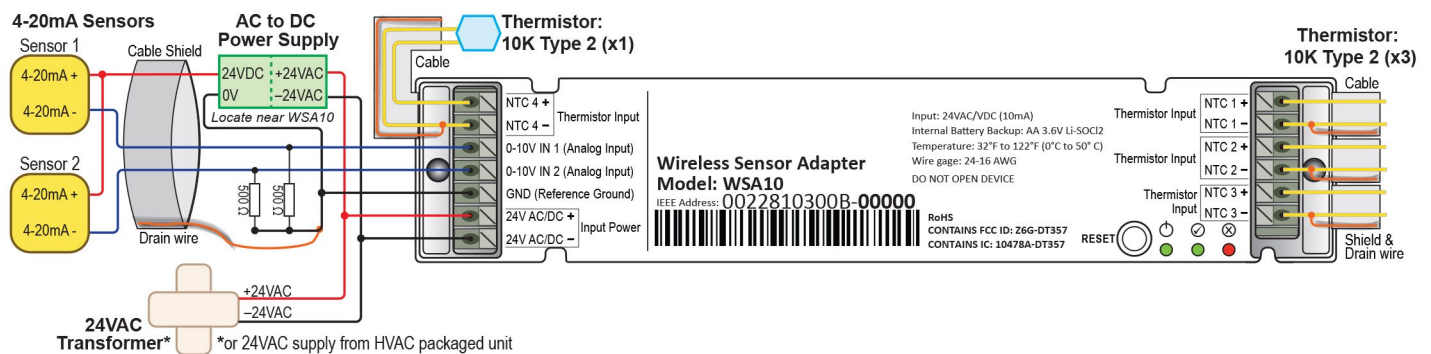 4-20mA Sensors
Sensor 1
4-20mA +
4-20mA -
Sensor 2
4-20mA +
4-20mA -
Cable Shield
Drain wire
AC to DC
Power Supply
24VDC
+24VAC
0V
–24VAC
Locate near WSA10
500 Ω
500 Ω
+24VAC
–24VAC
24VAC
Transformer*
*or 24VAC supply from HVAC packaged unit
Thermistor:
10K Type 2 (x1)
Cable
NTC 4 +
NTC 4 –
Thermistor Input
0-10V IN 1 (Analog Input)
0-10V IN 2 (Analog Input)
GND (Reference Ground)
24V AC/DC +
24V AC/DC –
Input Power
Wireless Sensor Adapter
Model: WSA10
IEEE Address: 0022810300B-00000
Input: 24VAC/VDC (10mA)
Internal Battery Backup: AA 3.6V Li-SOCl2
Temperature: 32°F to 122°F (0°C to 50° C)
Wire gage: 24-16 AWG
DO NOT OPEN DEVICE
RoHS
CONTAINS FCC ID: Z6G-DT357
CONTAINS IC: 10478A-DT357
RESET
Thermistor Input
NTC 1 +
NTC 1 –
Thermistor Input
NTC 2 +
NTC 2 –
Thermistor
Input
NTC 3 +
NTC 3 –
Thermistor:
10K Type 2 (x3)
Cable
Shield &
Drain wire